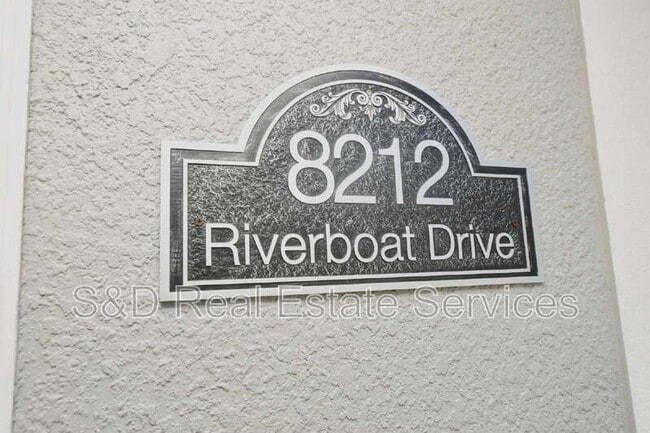 8212
Riverboat Drive
S&D Real Estate Services